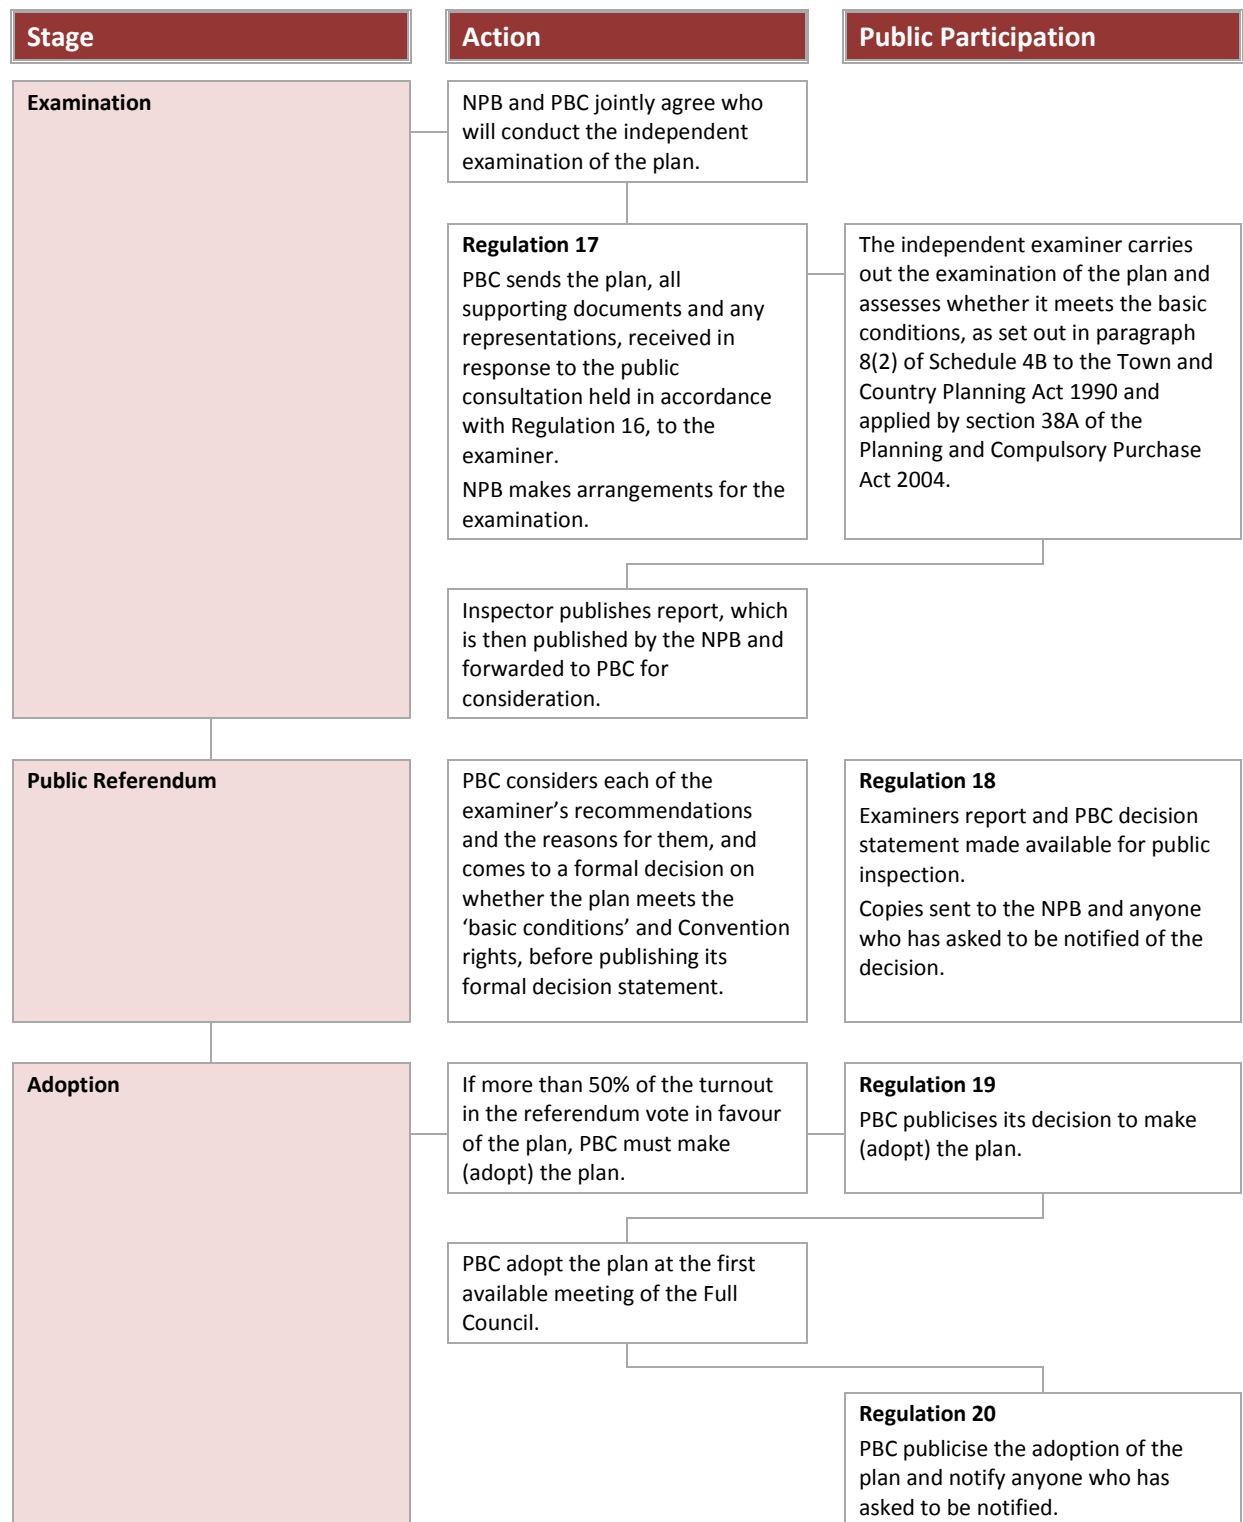 Stage
Action
Public Participation
Examination
NPB and PBC jointly agree who
will conduct the independent
examination of the plan.
Regulation 17
PBC sends the plan, all
supporting documents and any
representations, received in
response to the public
consultation held in accordance
with Regulation 16, to the
examiner.
NPB makes arrangements for the
examination.
The independent examiner carries
out the examination of the plan and
assesses whether it meets the basic
conditions, as set out in paragraph
8(2) of Schedule 4B to the Town and
Country Planning Act 1990 and
applied by section 38A of the
Planning and Compulsory Purchase
Act 2004.
Inspector publishes report, which
is then published by the NPB and
forwarded to PBC for
consideration.
Public Referendum
PBC considers each of the
examiner’s recommendations
and the reasons for them, and
comes to a formal decision on
whether the plan meets the
‘basic conditions’ and Convention
rights, before publishing its
formal decision statement.
Regulation 18
Examiners report and PBC decision
statement made available for public
inspection.
Copies sent to the NPB and anyone
who has asked to be notified of the
decision.
Adoption
If more than 50% of the turnout
in the referendum vote in favour
of the plan, PBC must make
(adopt) the plan.
Regulation 19
PBC publicises its decision to make
(adopt) the plan.
PBC adopt the plan at the first
available meeting of the Full
Council.
Regulation 20
PBC publicise the adoption of the
plan and notify anyone who has
asked to be notified.